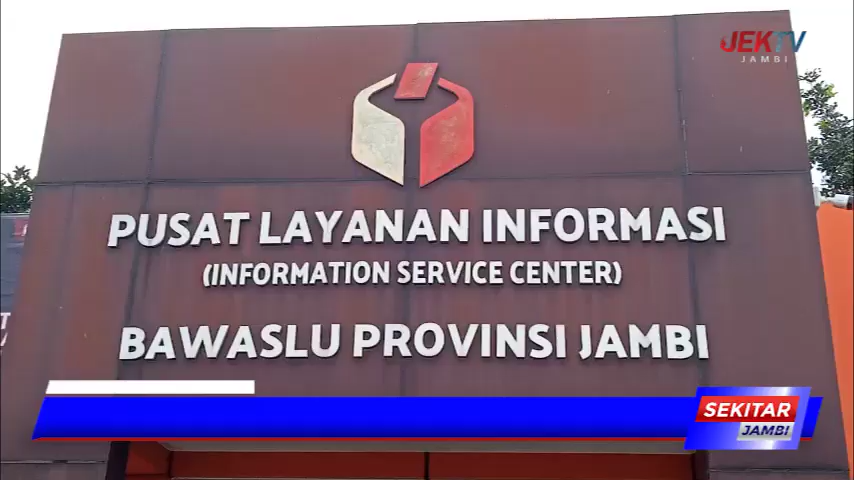 JEKTV
JAMBI
PUSAT LAYANAN INFORMASI
(INFORMATION SERVICE CENTER)
BAWASLU PROVINSI JAMBI
SEKITAR
JAMBI